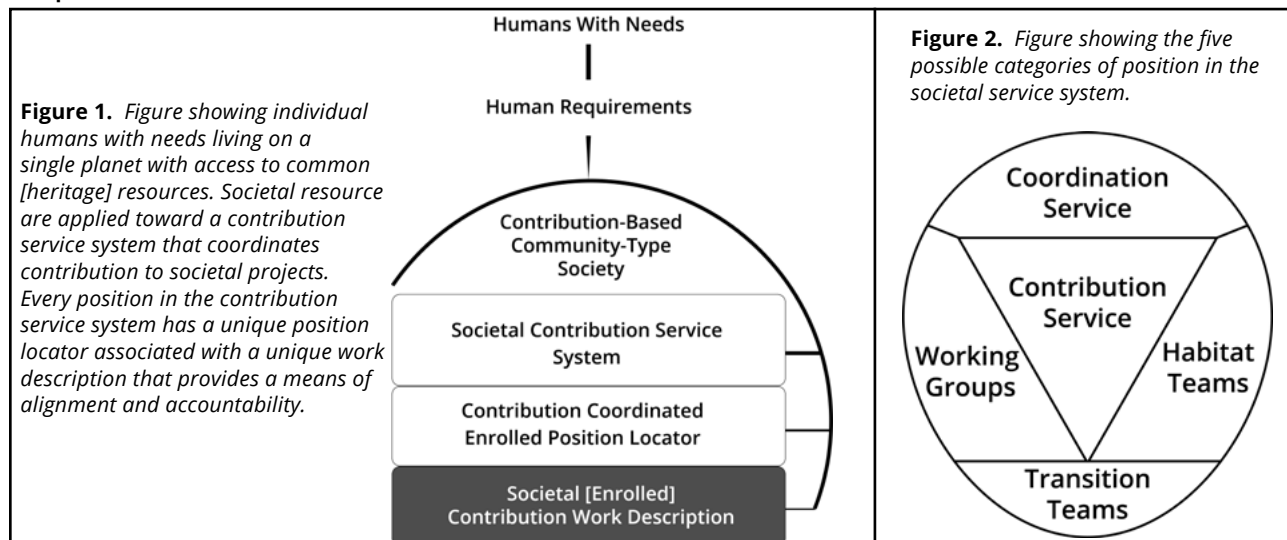 Figure 1. Figure showing individual
humans with needs living on a
single planet with access to common
[heritage] resources. Societal resource
are applied toward a contribution
service system that coordinates
contribution to societal projects.
Every position in the contribution
service system has a unique position
locator associated with a unique work
description that provides a means of
alignment and accountability.
Humans With Needs
Human Requirements
Contribution-Based
Community-Type
Society
Societal Contribution Service
System
Contribution Coordinated
Enrolled Position Locator
Societal [Enrolled]
Contribution Work Description
Figure 2. Figure showing the five
possible categories of position in the
societal service system.
Coordination
Service
Contribution
Service
Working
Groups
Habitat
Teams
Transition
Teams